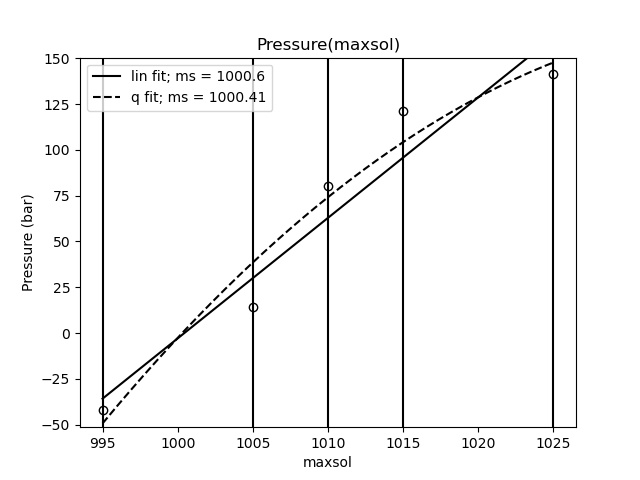 Pressure(maxsol)
lin fit; ms = 1000.6
q fit; ms = 1000.41
150
125
100
75
50
25
0
−25
−50
Pressure (bar)
995 1000 1005 1010 1015 1020 1025
maxsol